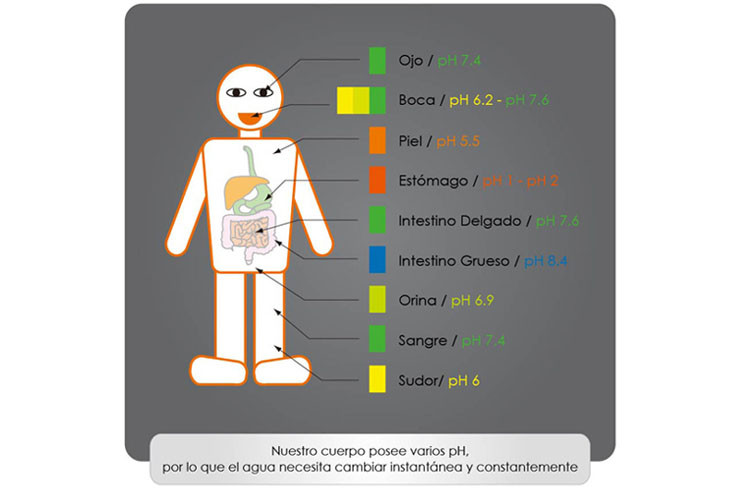 Ojo / pH 7.4
Boca / pH 6.2 - pH 7.6
Piel / pH 5.5
Estómago / pH 1 - pH 2
Intestino Delgado / pH 7.6
Intestino Grueso / pH 8.4
Orina / pH 6.9
Sangre / pH 7,4
Sudor/ pH 6
Nuestro cuerpo posee varios pH,
por lo que el agua necesita cambiar instantánea y constantemente